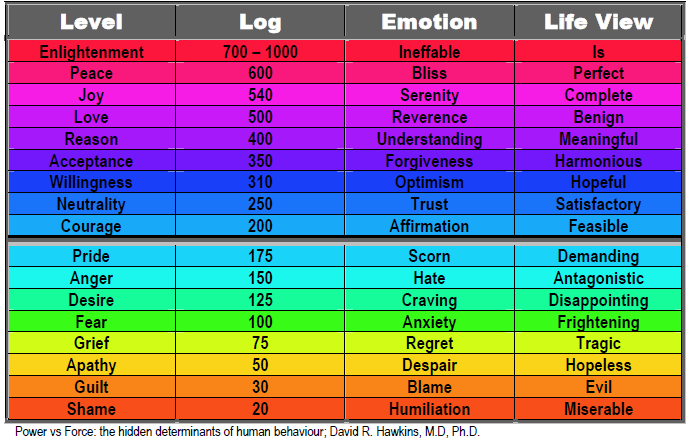 Level Log Emotion Life View
Enlightenment 700 – 1000 Ineffable Is
Peace 600 Bliss Perfect
Joy 540 Serenity Complete
Love 500 Reverence Benign
Reason 400 Understanding Meaningful
Acceptance 350 Forgiveness Harmonious
Willingness 310 Optimism Hopeful
Neutrality 250 Trust Satisfactory
Courage 200 Affirmation Feasible
Pride 175 Scorn Demanding
Anger 150 Hate Antagonistic
Desire 125 Craving Disappointing
Fear 100 Anxiety Frightening
Grief 75 Regret Tragic
Apathy 50 Despair Hopeless
Guilt 30 Blame Evil
Shame 20 Humiliation Miserable
Power vs Force: the hidden determinants of human behaviour; David R. Hawkins, M.D, Ph.D.